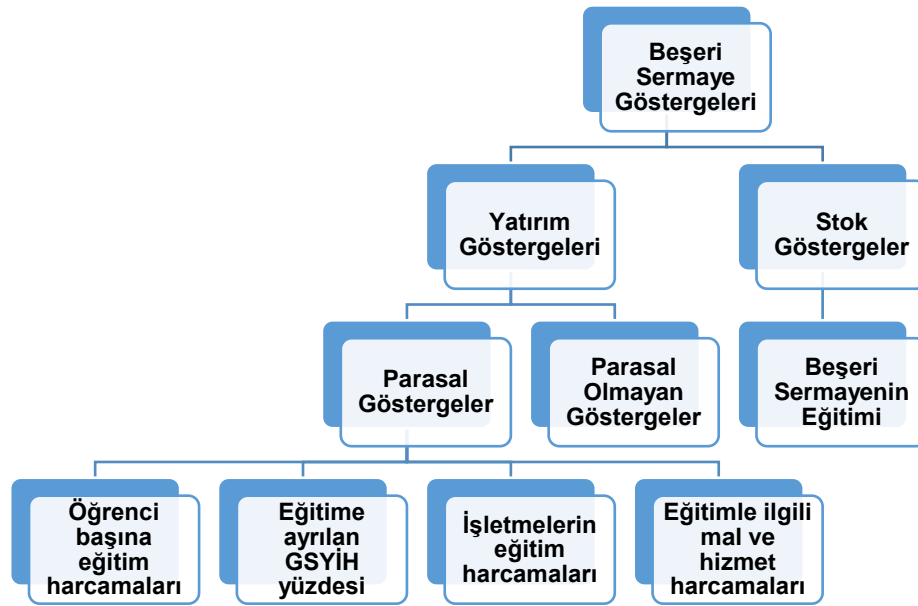 Beşeri
Sermaye
Göstergeleri
Yatırım
Göstergeleri
Stok
Göstergeler
Parasal
Göstergeler
Parasal
Olmayan
Göstergeler
Beşeri
Sermayenin
Eğitimi
Öğrenci
başına
eğitim
harcamaları
Eğitime
ayrılan
GSYİH
yüzdesi
İşletmelerin
eğitim
harcamaları
Eğitimle ilgili
mal ve
hizmet
harcamaları